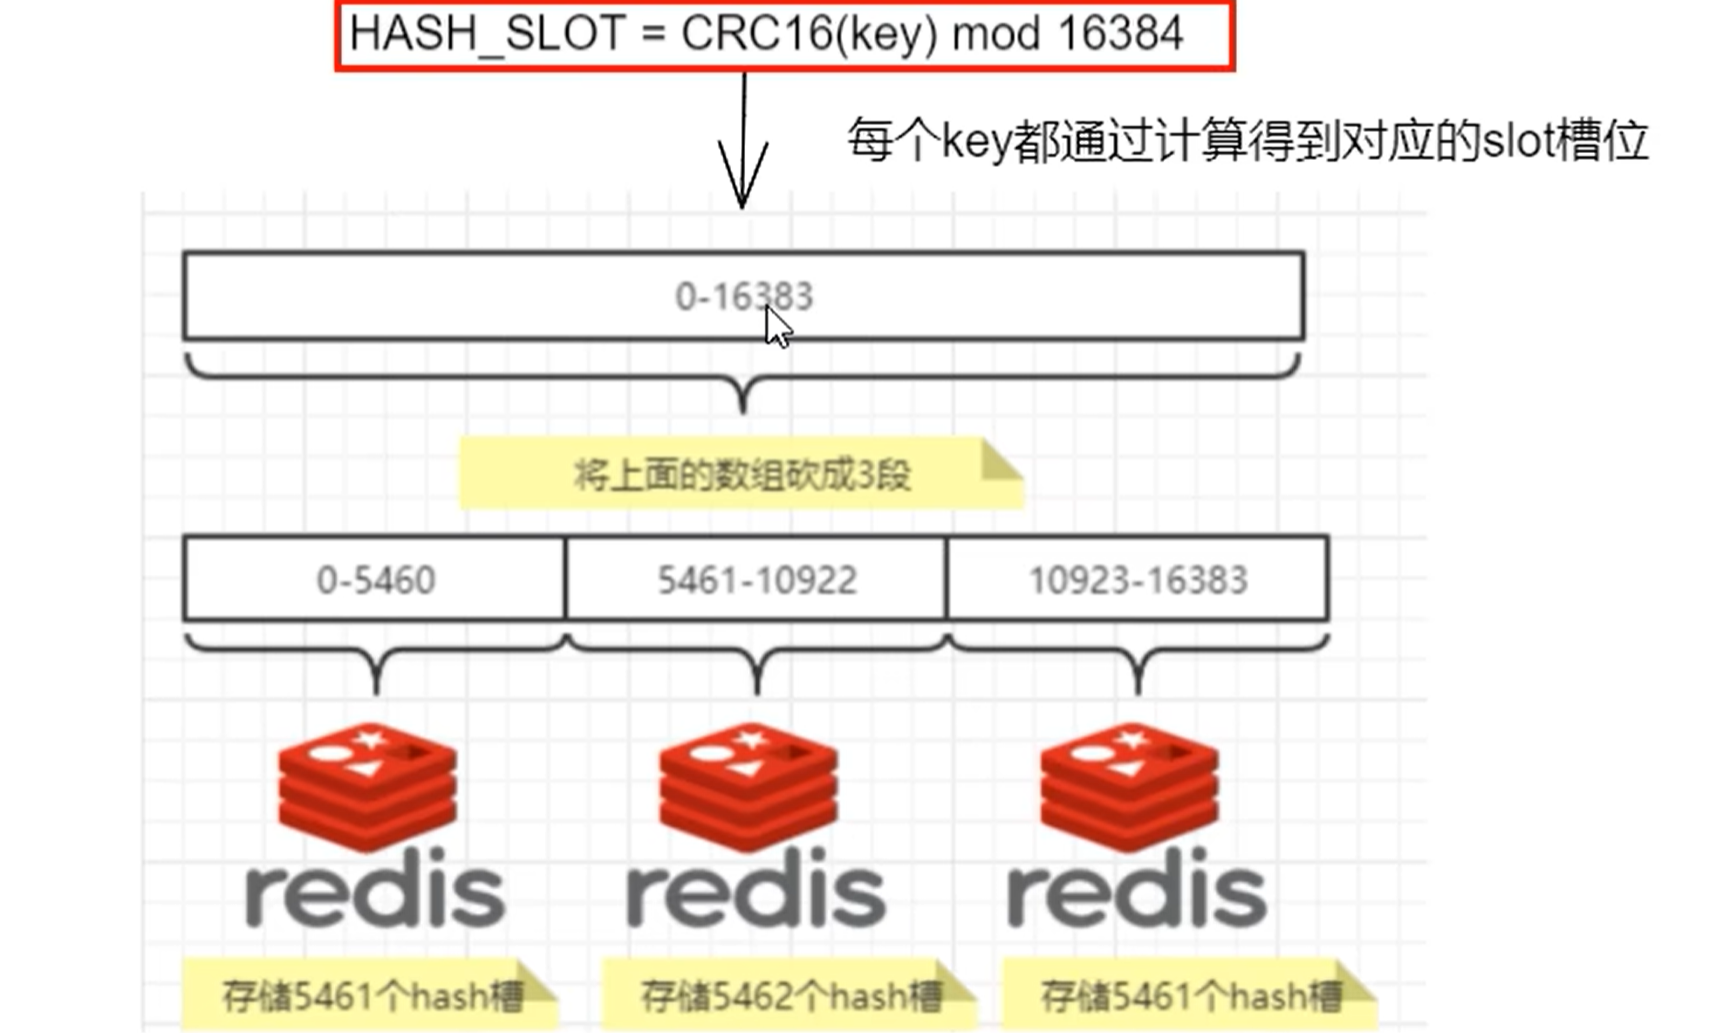 HASH_SLOT = CRC16(key) mod 16384
每个key都通过计算得到对应的slot槽位
0-16383
将上面的数组砍成3段
0-5460 5461-10922 10923-16383
redis redis redis
存储5461个hash槽 存储5462个hash槽 存储5461个hash槽